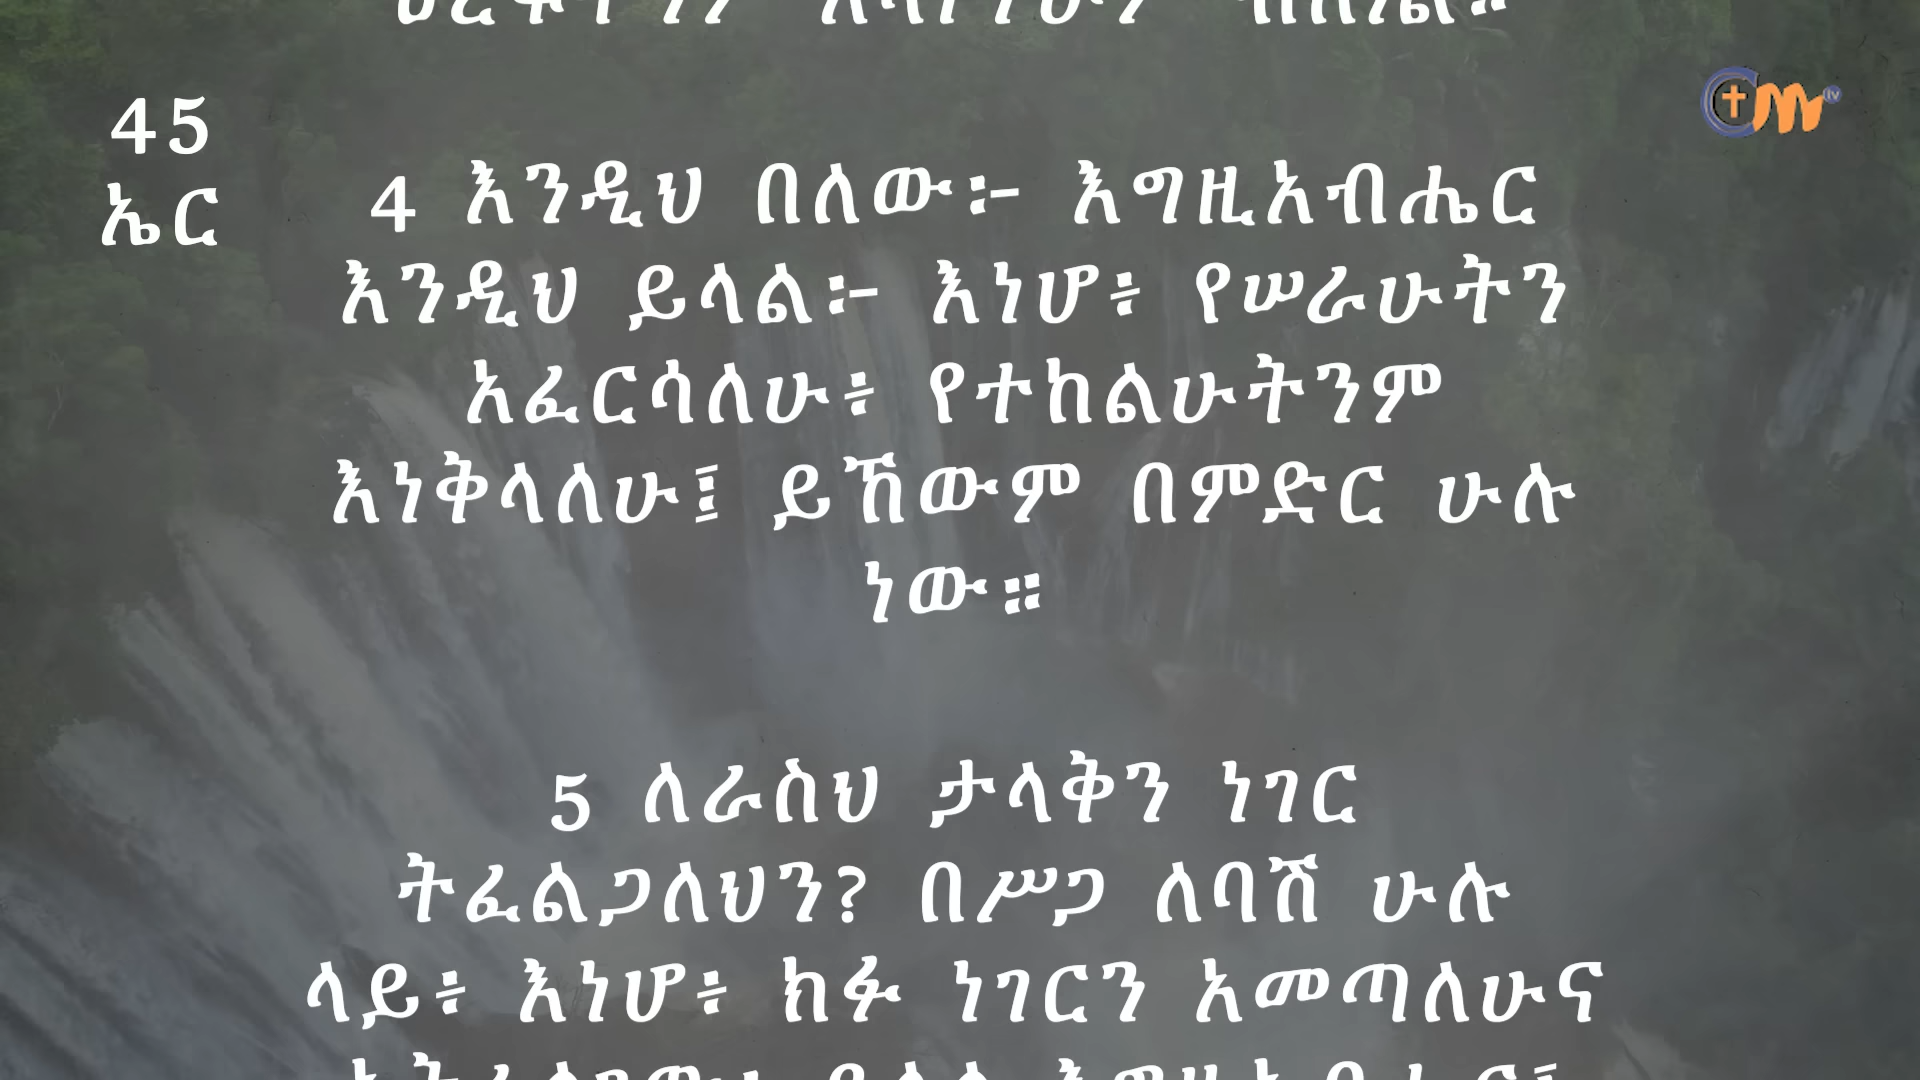 45
ኤር
4 እንዲህ በለው፦ እግዚአብሔር
እንዲህ ይላል፦ እነሆ፥ የሠራሁትን
አፈርሳለሁ፥ የተከልሁትንም
እነቅላለሁ፤ ይኸውም በምድር ሁሉ
ነው።
5 ለራስህ ታላቅን ነገር
ትፈልጋለህን? በሥጋ ለባሽ ሁሉ
ላይ፥ እነሆ፥ ክፉ ነገርን አመጣለሁና